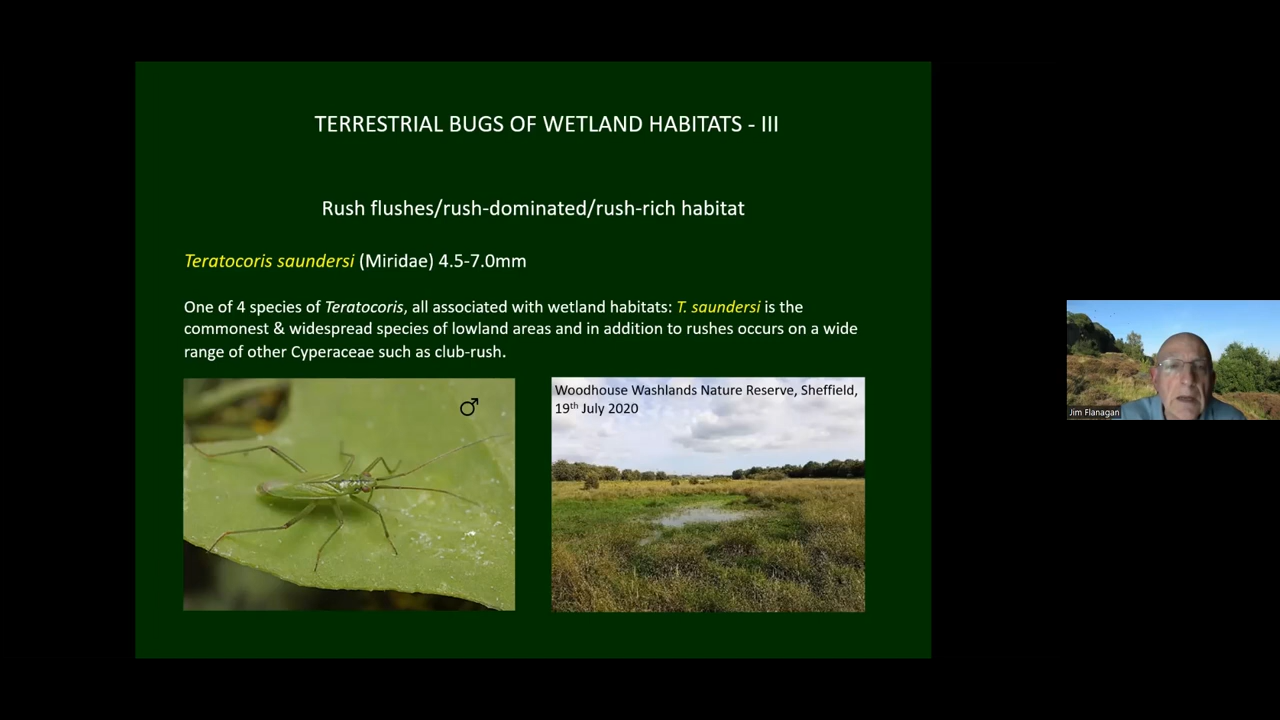 TERRESTRIAL BUGS OF WETLAND HABITATS - III
Rush flushes/rush-dominated/rush-rich habitat
Teratocoris saundersi (Miridae) 4.5-7.0mm
One of 4 species of Teratocoris, all associated with wetland habitats: T. saundersi is the
commonest & widespread species of lowland areas and in addition to rushes occurs on a wide
range of other Cyperaceae such as club-rush.
♂
Woodhouse Washlands Nature Reserve, Sheffield,
19th July 2020
Jim Flanagan